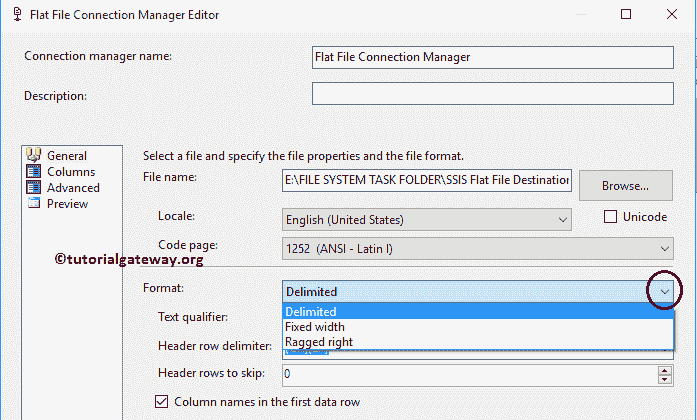 Flat File Connection Manager Editor
Connection manager name: Flat File Connection Manager
Description:
General
Columns
Advanced
Preview
Select a file and specify the file properties and the file format.
File name: E:\FILE SYSTEM TASK FOLDER\SSIS Flat File Destination Browse...
Locale: English (United States) Unicode
Code page: 1252 (ANSI - Latin I)
©tutorialgateway.org
Format: Delimited
Delimited
Text qualifier: Fixed width
Ragged right
Header row delimiter:
Header rows to skip: 0
Column names in the first data row